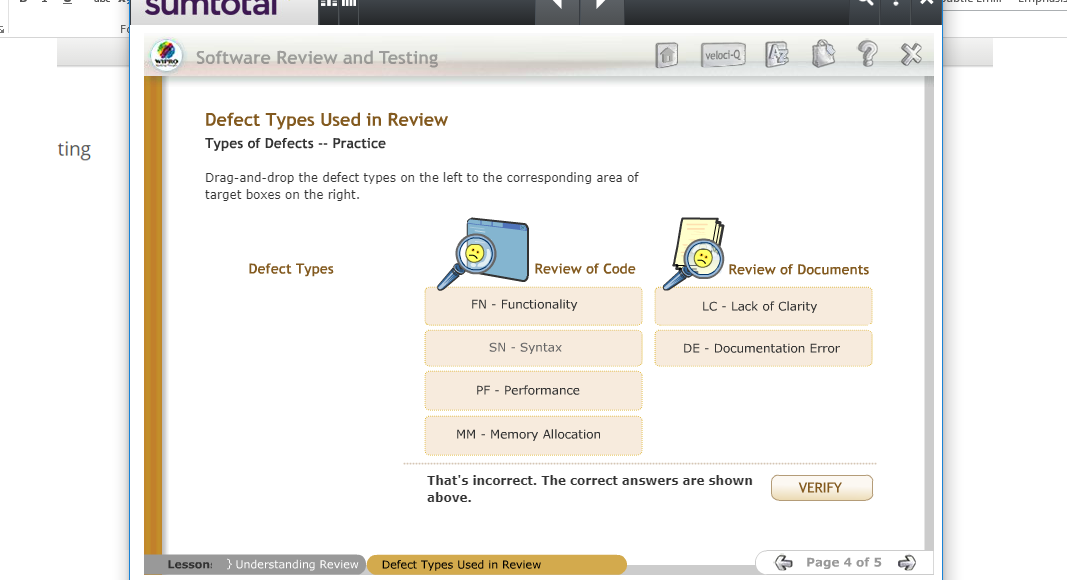 sumtotal
WIPRO
Software Review and Testing
veloci-Q
ting
Defect Types Used in Review
Types of Defects -- Practice
Drag-and-drop the defect types on the left to the corresponding area of
target boxes on the right.
Defect Types
Review of Code
Review of Documents
FN - Functionality
LC - Lack of Clarity
SN - Syntax
DE - Documentation Error
PF - Performance
MM - Memory Allocation
That's incorrect. The correct answers are shown
above.
VERIFY
Lesson: } Understanding Review
Defect Types Used in Review
Page 4 of 5